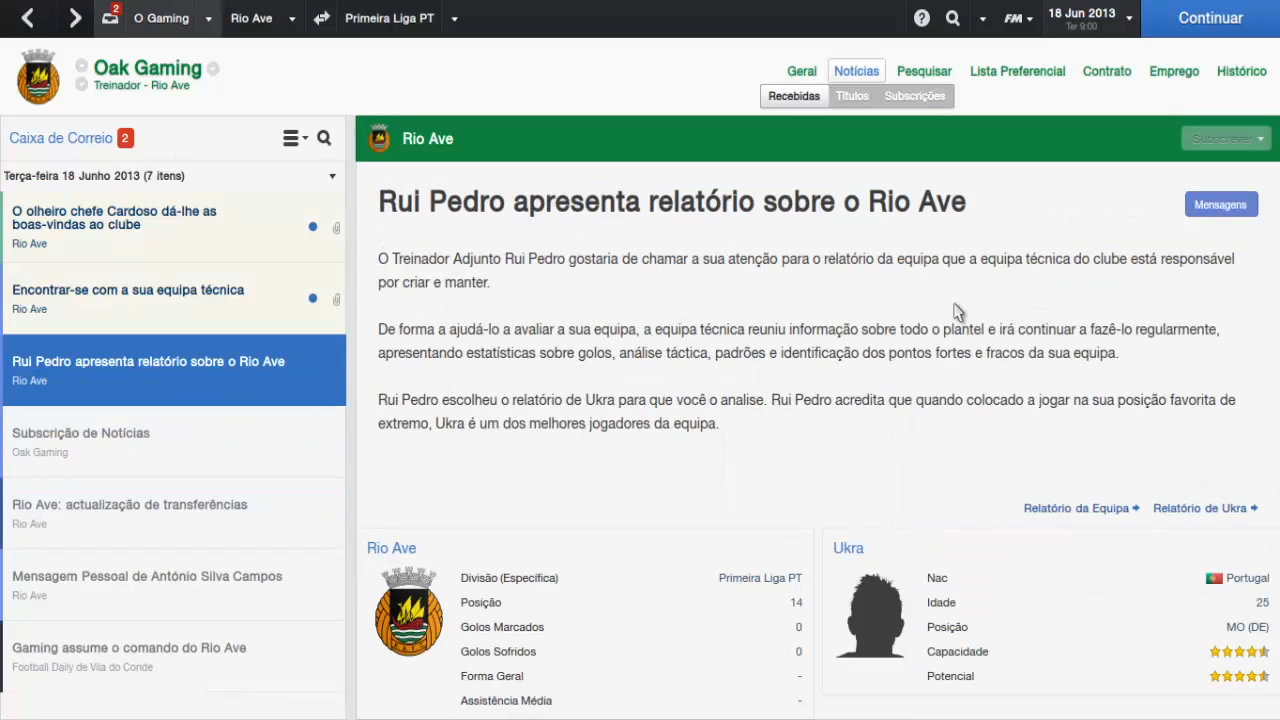 2
O Gaming
Rio Ave
Primeira Liga PT
FM
18 Jun 2013
Ter 9:00
Continuar
Oak Gaming
Treinador - Rio Ave
Geral
Notícias
Pesquisar
Lista Preferencial
Contrato
Emprego
Histórico
Recebidas
Títulos
Subscrições
Caixa de Correio 2
Terça-feira 18 Junho 2013 (7 itens)
O olheiro chefe Cardoso dá-lhe as
boas-vindas ao clube
Rio Ave
Encontrar-se com a sua equipa técnica
Rio Ave
Rui Pedro apresenta relatório sobre o Rio Ave
Rio Ave
Subscrição de Notícias
Oak Gaming
Rio Ave: actualização de transferências
Rio Ave
Mensagem Pessoal de António Silva Campos
Rio Ave
Gaming assume o comando do Rio Ave
Football Daily de Vila do Conde
Rio Ave
Subscrever
Rui Pedro apresenta relatório sobre o Rio Ave
Mensagens
O Treinador Adjunto Rui Pedro gostaria de chamar a sua atenção para o relatório da equipa que a equipa técnica do clube está responsável
por criar e manter.
De forma a ajudá-lo a avaliar a sua equipa, a equipa técnica reuniu informação sobre todo o plantel e irá continuar a fazê-lo regularmente,
apresentando estatísticas sobre golos, análise táctica, padrões e identificação dos pontos fortes e fracos da sua equipa.
Rui Pedro escolheu o relatório de Ukra para que você o analise. Rui Pedro acredita que quando colocado a jogar na sua posição favorita de
extremo, Ukra é um dos melhores jogadores da equipa.
Relatório da Equipa
Relatório de Ukra
Rio Ave
Divisão (Específica) Primeira Liga PT
Posição 14
Golos Marcados 0
Golos Sofridos 0
Forma Geral -
Assistência Média -
Ukra
Nac Portugal
Idade 25
Posição MO (DE)
Capacidade
Potencial